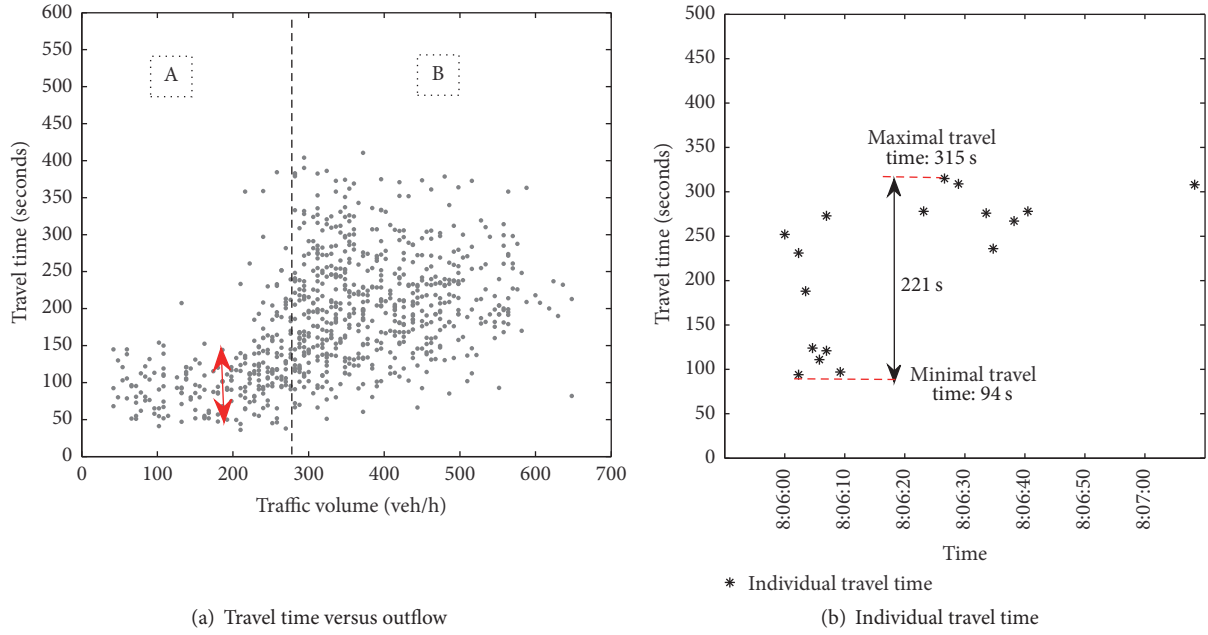 600
550
500
450
400
350
300
250
200
150
100
50
0
Travel time (seconds)
A
B
0 100 200 300 400 500 600 700
Traffic volume (veh/h)
(a) Travel time versus outflow
500
450
400
350
300
250
200
150
100
50
0
Travel time (seconds)
Maximal travel
time: 315 s
221 s
Minimal travel
time: 94 s
8:06:00
8:06:10
8:06:20
8:06:30
8:06:40
8:06:50
8:07:00
Time
Individual travel time
(b) Individual travel time